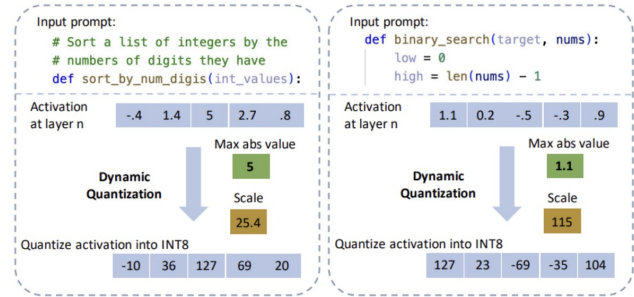 Input prompt:
# Sort a list of integers by the
# numbers of digits they have
def sort_by_num_digis(int_values):
Activation
at layer n
-.4 1.4 5 2.7 .8
Max abs value
5
Dynamic
Quantization
Scale
25.4
Quantize activation into INT8
-10 36 127 69 20
Input prompt:
def binary_search(target, nums):
low = 0
high = len(nums) - 1
Activation
at layer n
1.1 0.2 -.5 -.3 .9
Max abs value
1.1
Dynamic
Quantization
Scale
115
Quantize activation into INT8
127 23 -69 -35 104